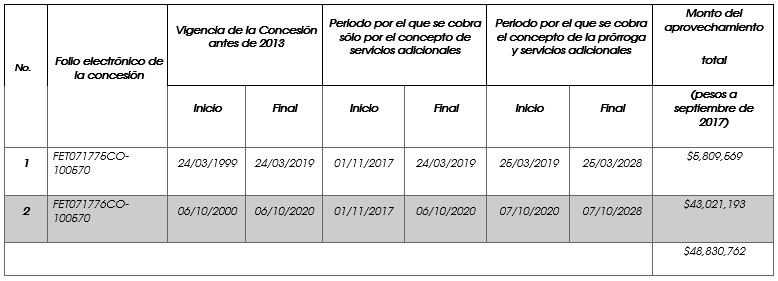 No.
Folio electrónico de
la concesión
Vigencia de la Concesión
antes de 2013
Periodo por el que se cobra
sólo por el concepto de
servicios adicionales
Período por el que se cobra
el concepto de la prórroga
y servicios adicionales
Monto del
aprovechamiento
total
(pesos a
septiembre de
2017)
Inicio Final Inicio Final Inicio Final
1 FET071775CO-
100570 24/03/1999 24/03/2019 01/11/2017 24/03/2019 25/03/2019 25/03/2028 $5,809,569
2 FET071776CO-
100570 06/10/2000 06/10/2020 01/11/2017 06/10/2020 07/10/2020 07/10/2028 $43,021,193
$48,830,762